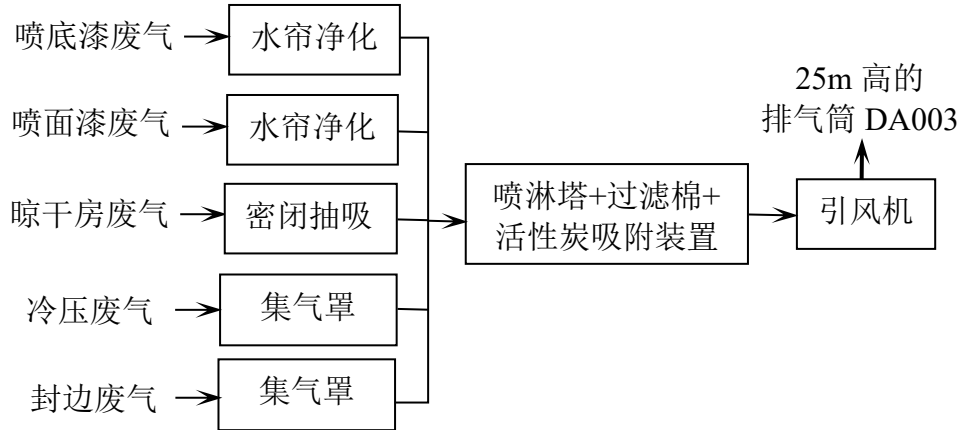 喷底漆废气
水帘净化
喷面漆废气
水帘净化
晾干房废气
密闭抽吸
冷压废气
集气罩
封边废气
集气罩
喷淋塔+过滤棉+
活性炭吸附装置
引风机
25m 高的
排气筒 DA003